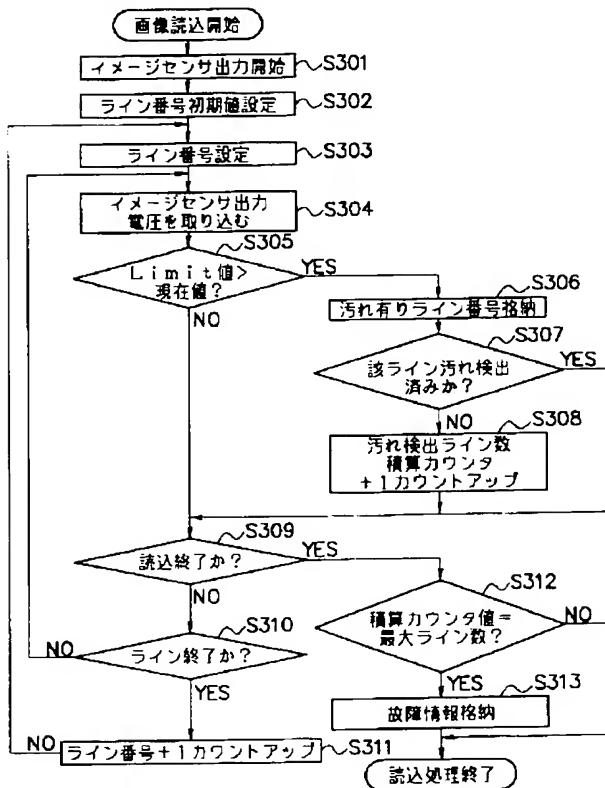 画像読込開始
イメージセンサ出力開始
S301
ライン番号初期値設定
S302
ライン番号設定
S303
イメージセンサ出力
電圧を取り込む
S304
S305
Limit値>
現在値?
YES
NO
S306
汚れ有りライン番号格納
S307
該ライン汚れ検出
済みか?
YES
NO
S308
汚れ検出ライン数
積算カウンタ
+1カウントアップ
S309
読込終了か?
YES
NO
S310
ライン終了か?
NO
YES
S311
ライン番号+1カウントアップ
NO
S312
積算カウンタ値=
最大ライン数?
NO
YES
S313
故障情報格納
読込処理終了